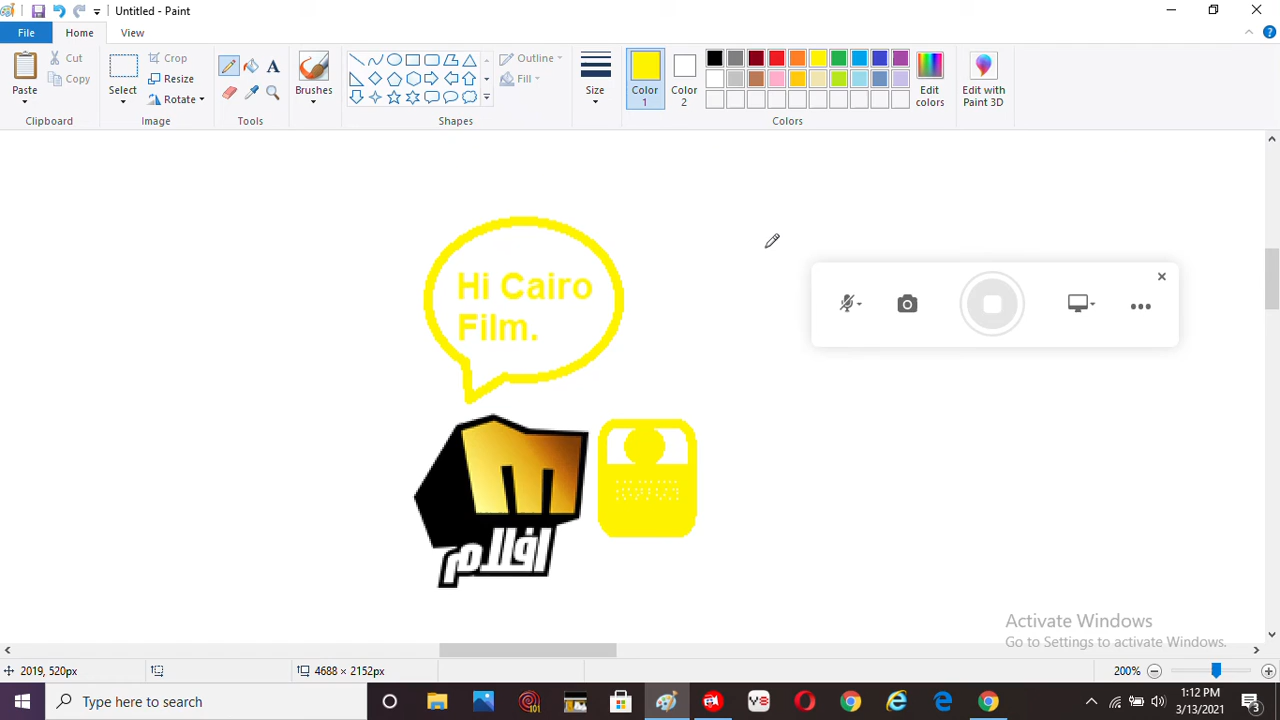 Untitled - Paint
File
Home
View
Paste
Cut
Copy
Clipboard
Select
Crop
Resize
Rotate
Image
A
Tools
Brushes
Outline
Fill
Shapes
Size
Color 1
Color 2
Edit colors
Colors
Edit with Paint 3D
Hi Cairo
Film.
افلام
Activate Windows
Go to Settings to activate Windows.
2019, 520px
4688 × 2152px
200%
Type here to search
101
1:12 PM
3/13/2021
3